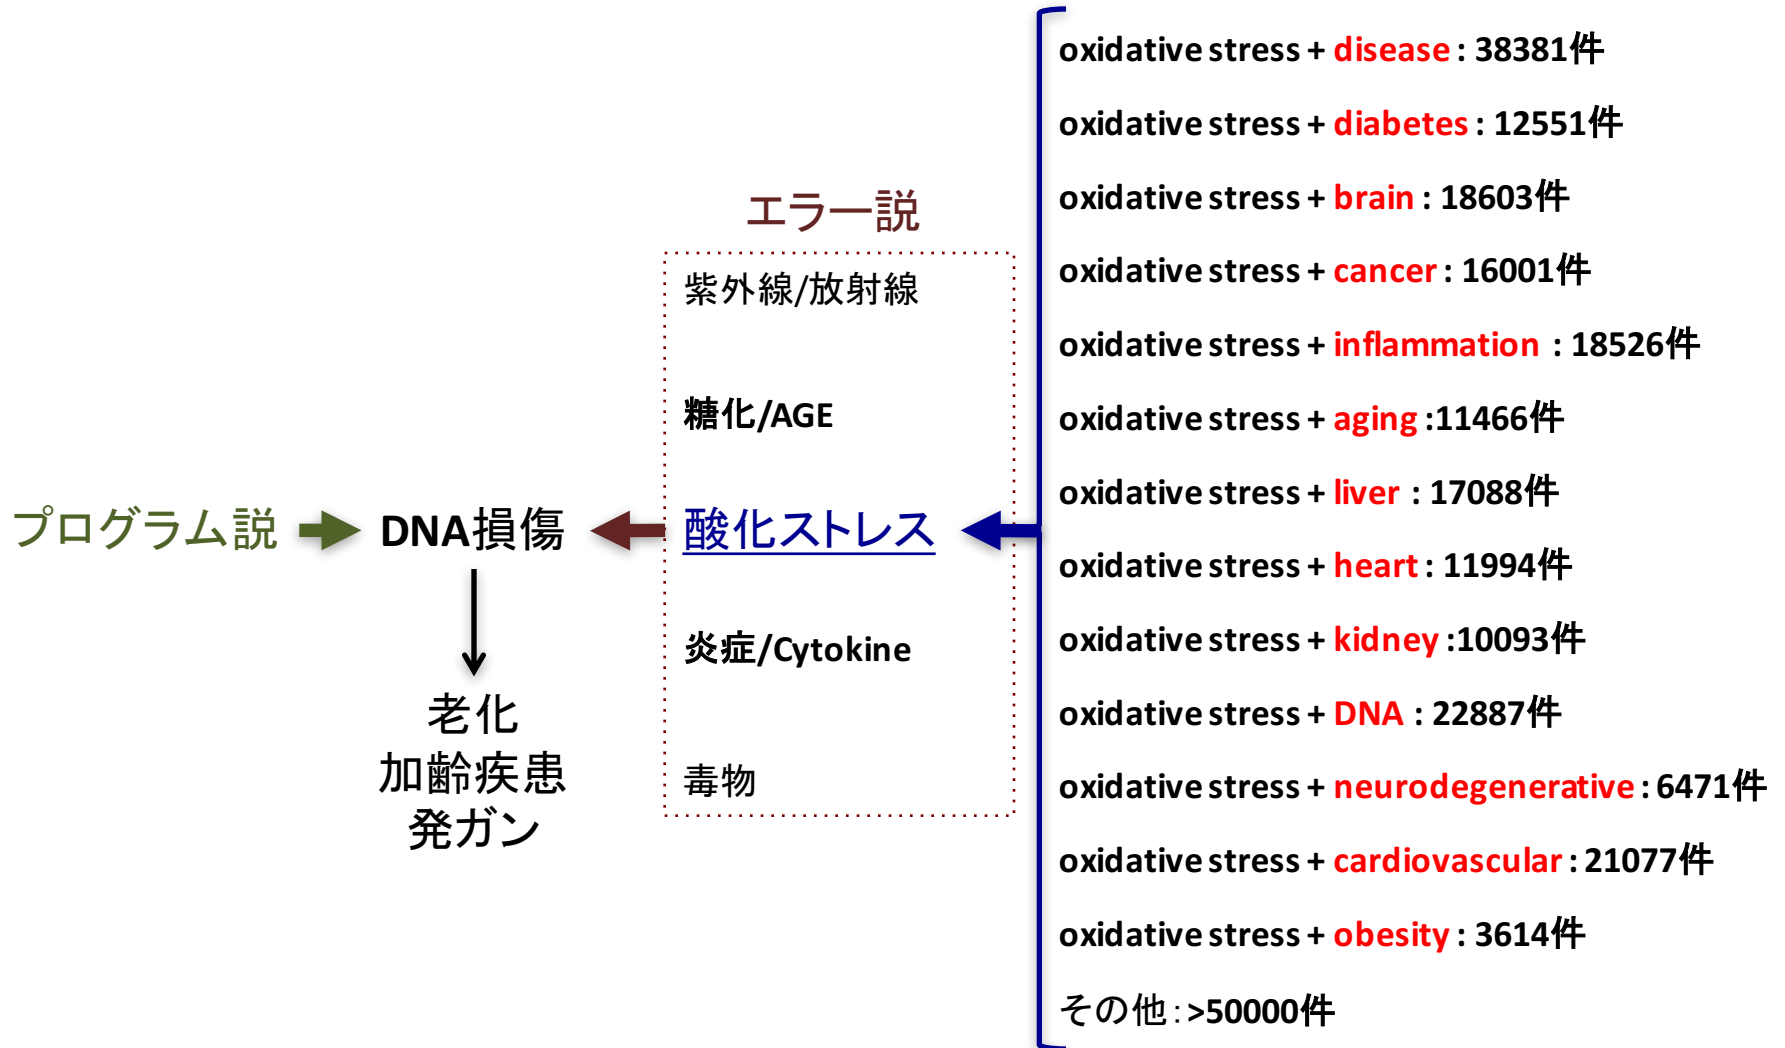 プログラム説
DNA損傷
老化
加齢疾患
発ガン
エラー説
紫外線/放射線
糖化/AGE
酸化ストレス
炎症/Cytokine
毒物
oxidative stress + disease : 38381件
oxidative stress + diabetes : 12551件
oxidative stress + brain : 18603件
oxidative stress + cancer : 16001件
oxidative stress + inflammation : 18526件
oxidative stress + aging :11466件
oxidative stress + liver : 17088件
oxidative stress + heart : 11994件
oxidative stress + kidney :10093件
oxidative stress + DNA : 22887件
oxidative stress + neurodegenerative : 6471件
oxidative stress + cardiovascular : 21077件
oxidative stress + obesity : 3614件
その他：>50000件